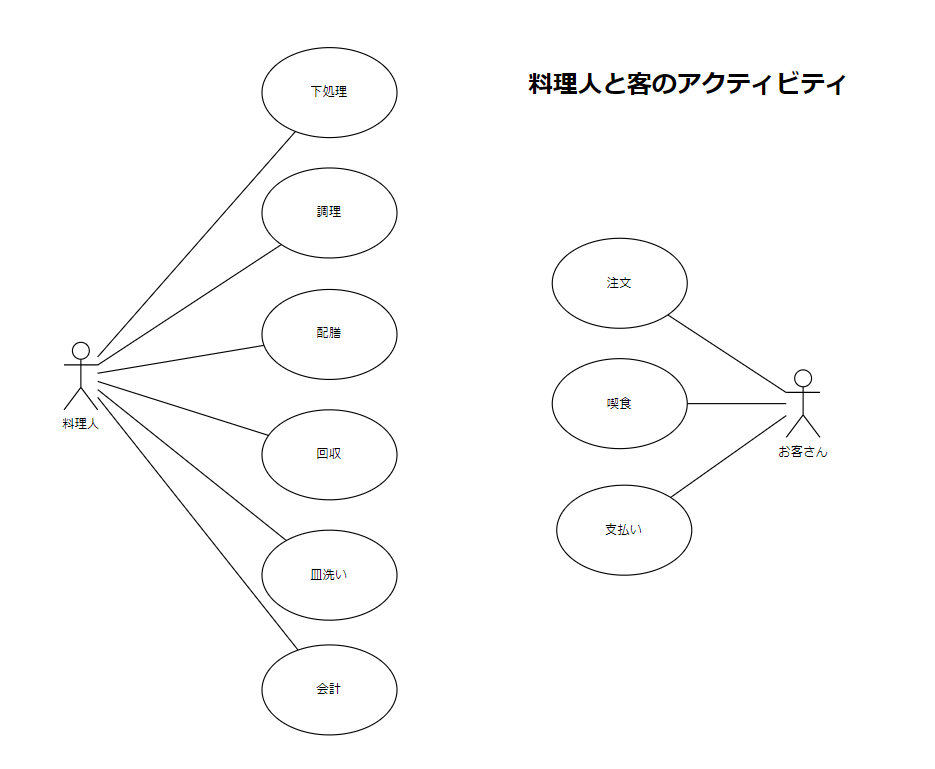 料理人と客のアクティビティ
下処理
調理
配膳
回収
皿洗い
会計
料理人
注文
喫食
支払い
お客さん